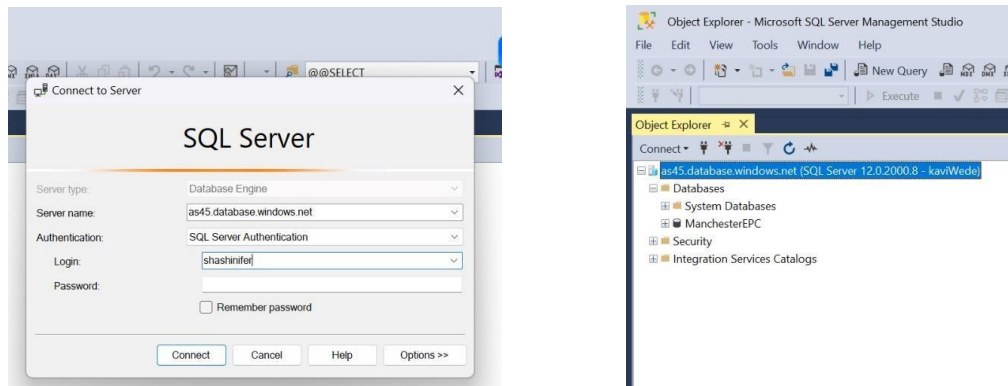 @@SELECT
Connect to Server
SQL Server
Server type: Database Engine
Server name: as45.database.windows.net
Authentication: SQL Server Authentication
Login: shashinifer
Password:
Remember password
Connect Cancel Help Options >>
Object Explorer - Microsoft SQL Server Management Studio
File Edit View Tools Window Help
New Query
Execute
Object Explorer
Connect
as45.database.windows.net (SQL Server 12.0.2000.8 - kaviWede)
Databases
System Databases
ManchesterEPC
Security
Integration Services Catalogs